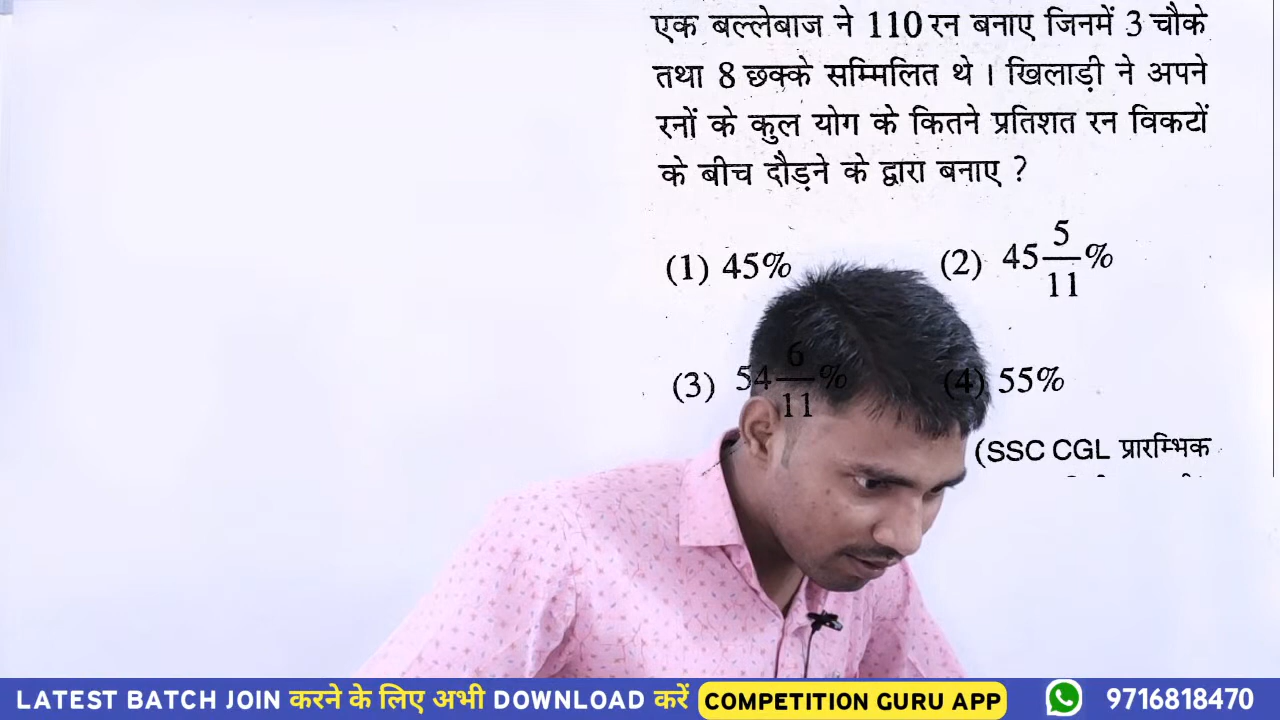 एक बल्लेबाज ने 110 रन बनाए जिनमें 3 चौके
तथा 8 छक्के सम्मिलित थे । खिलाड़ी ने अपने
रनों के कुल योग के कितने प्रतिशत रन विकटों
के बीच दौड़ने के द्वारा बनाए ?
(1) 45% (2) 45 5/11 %
(3) 54 6/11 % (4) 55%
(SSC CGL प्रारम्भिक
LATEST BATCH JOIN करने के लिए अभी DOWNLOAD करें COMPETITION GURU APP 9716818470